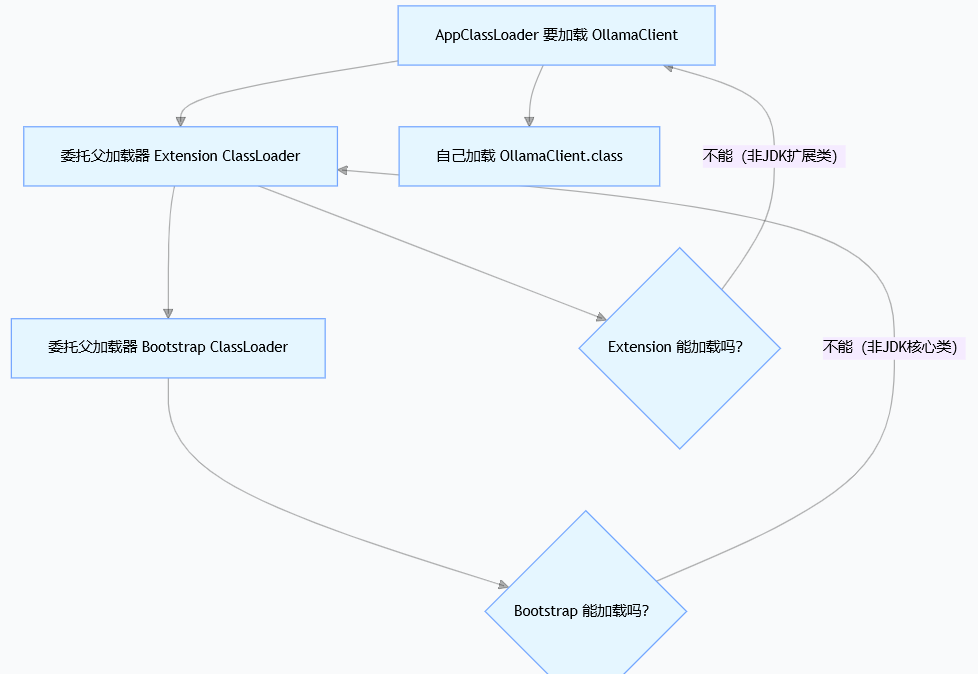 AppClassLoader 要加载 OllamaClient
委托父加载器 Extension ClassLoader
自己加载 OllamaClient.class
不能（非JDK扩展类）
委托父加载器 Bootstrap ClassLoader
Extension 能加载吗?
不能（非JDK核心类）
Bootstrap 能加载吗?